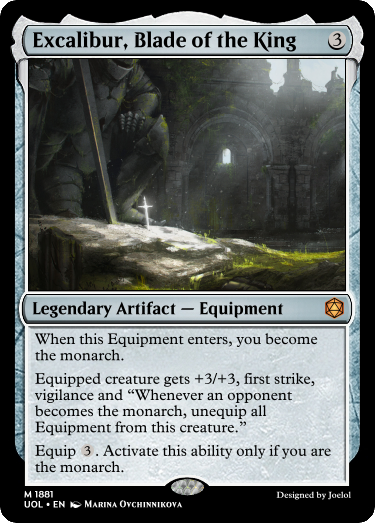 Excalibur, Blade of the King 3
Legendary Artifact — Equipment
When this Equipment enters, you become
the monarch.
Equipped creature gets +3/+3, first strike,
vigilance and “Whenever an opponent
becomes the monarch, unequip all
Equipment from this creature.”
Equip 3 . Activate this ability only if you are
the monarch.
M 1881
UOL • EN Marina Ovchinnikova
Designed by Joelol